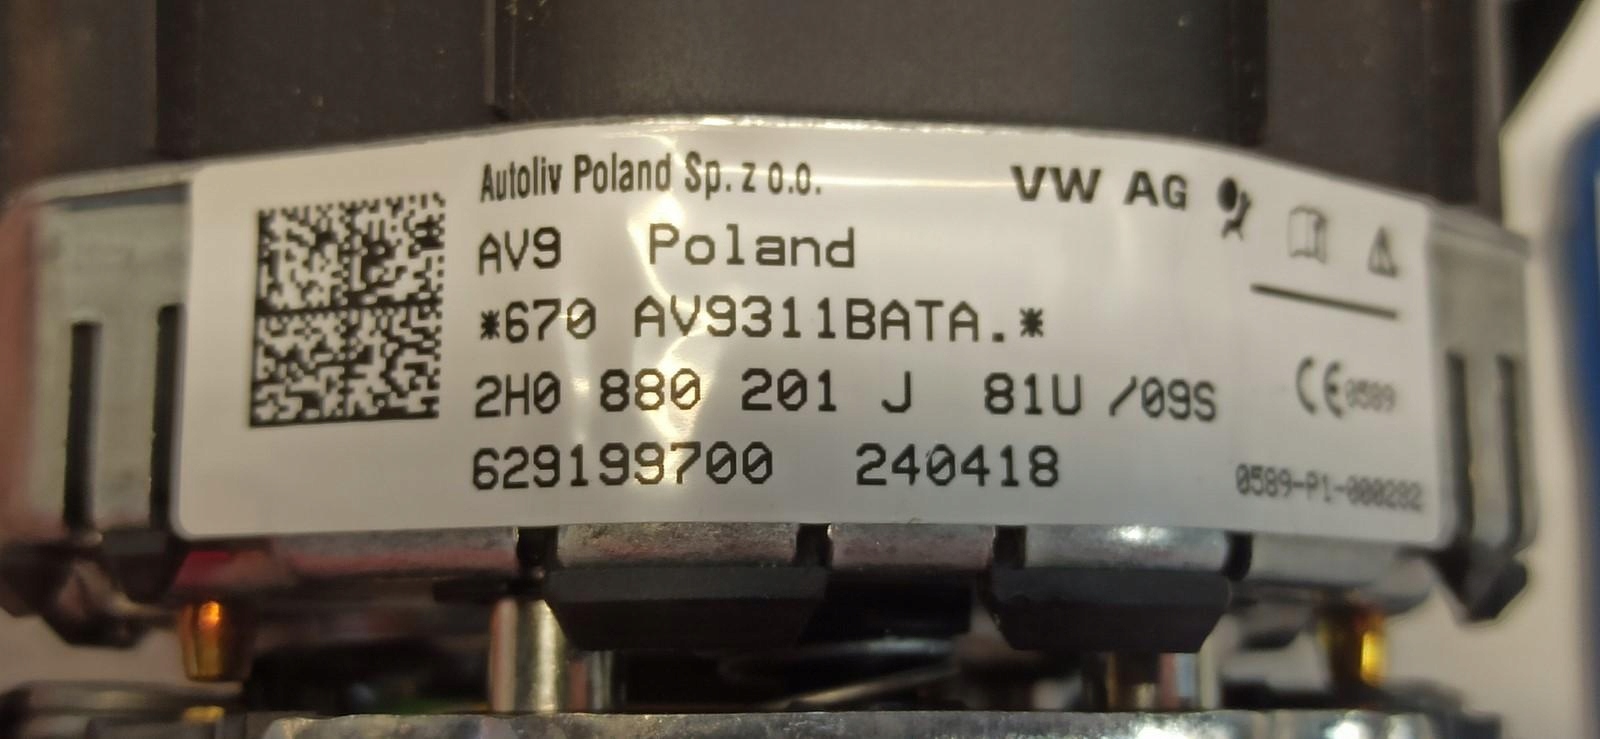 Autoliv Poland Sp. z o.o.
VW AG
AV9 Poland
*670 AV9311BATA.*
2H0 880 201 J 81U /09S
CE 0589
629199700 240418
0589-P1-000282